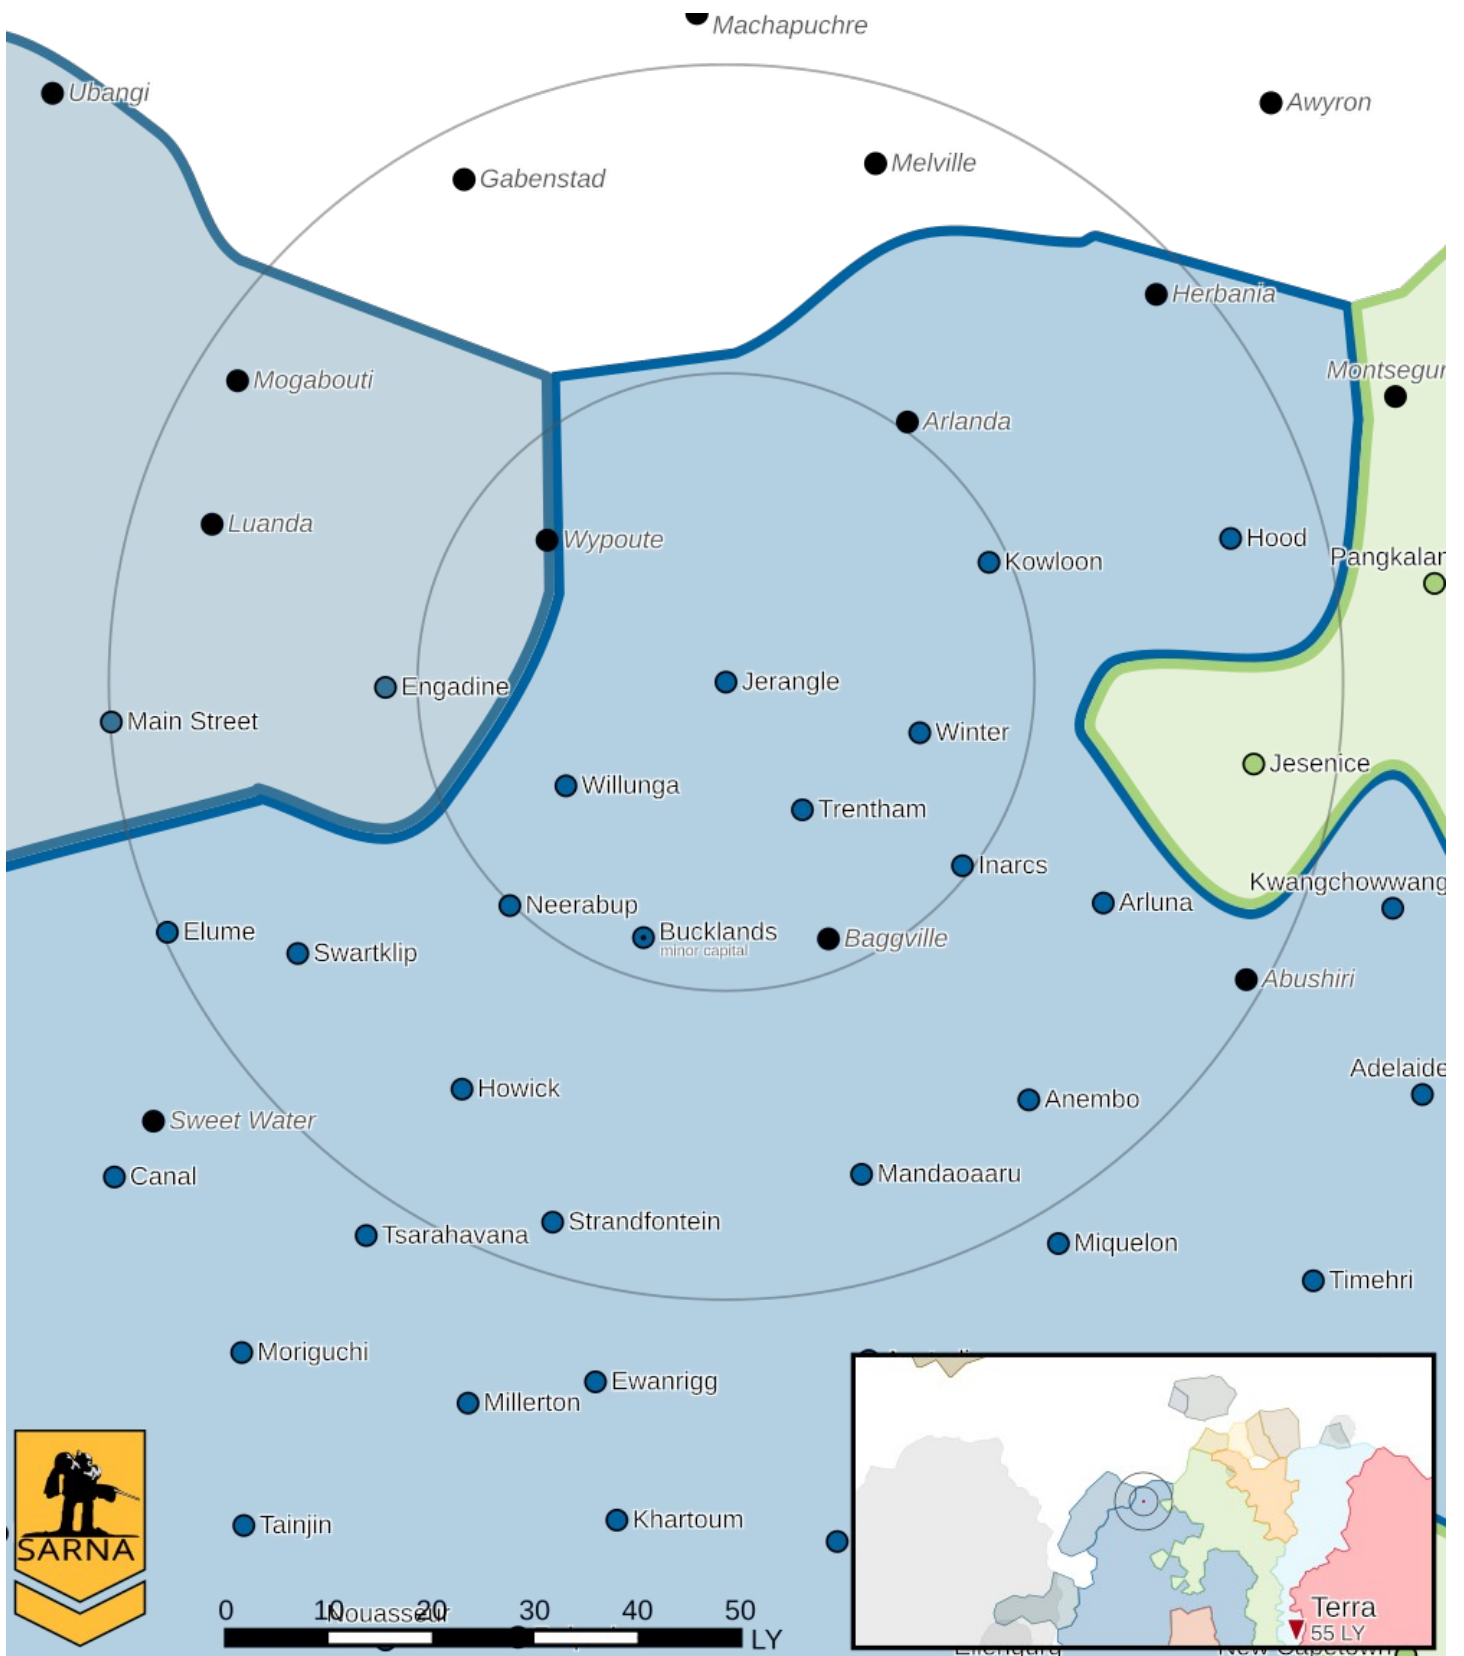 Machapuchre
Ubangi
Awyron
Gabenstad
Melville
Herbania
Mogabouti
Montsegur
Arlanda
Luanda
Wypoute
Hood
Kowloon
Pangkalan
Engadine
Jerangle
Main Street
Winter
Jesenice
Willunga
Trentham
Inarcs
Kwangchowwang
Neerabup
Arluna
Elume
Bucklands
minor capital
Baggville
Swartklip
Abushiri
Adelaide
Howick
Anembo
Sweet Water
Canal
Mandaoaaru
Strandfontein
Tsarahavana
Miquelon
Timehri
Moriguchi
Ewanrigg
Millerton
Khartoum
Tainjin
SARNA
0 10 20 30 40 50
Nouasseur
LY
Terra
55 LY
New Capetown